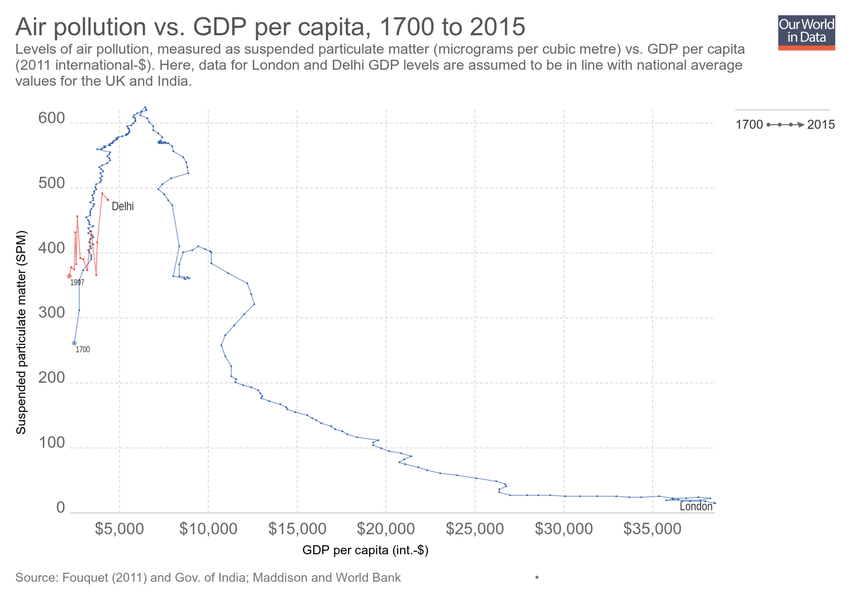 Air pollution vs. GDP per capita, 1700 to 2015
Our World
in Data
Levels of air pollution, measured as suspended particulate matter (micrograms per cubic metre) vs. GDP per capita
(2011 international-$). Here, data for London and Delhi GDP levels are assumed to be in line with national average
values for the UK and India.
1700
2015
600
500
400
300
200
100
0
Suspended particulate matter (SPM)
Delhi
1997
1700
London
$5,000
$10,000
$15,000
$20,000
$25,000
$30,000
$35,000
GDP per capita (int.-$)
Source: Fouquet (2011) and Gov. of India; Maddison and World Bank
•